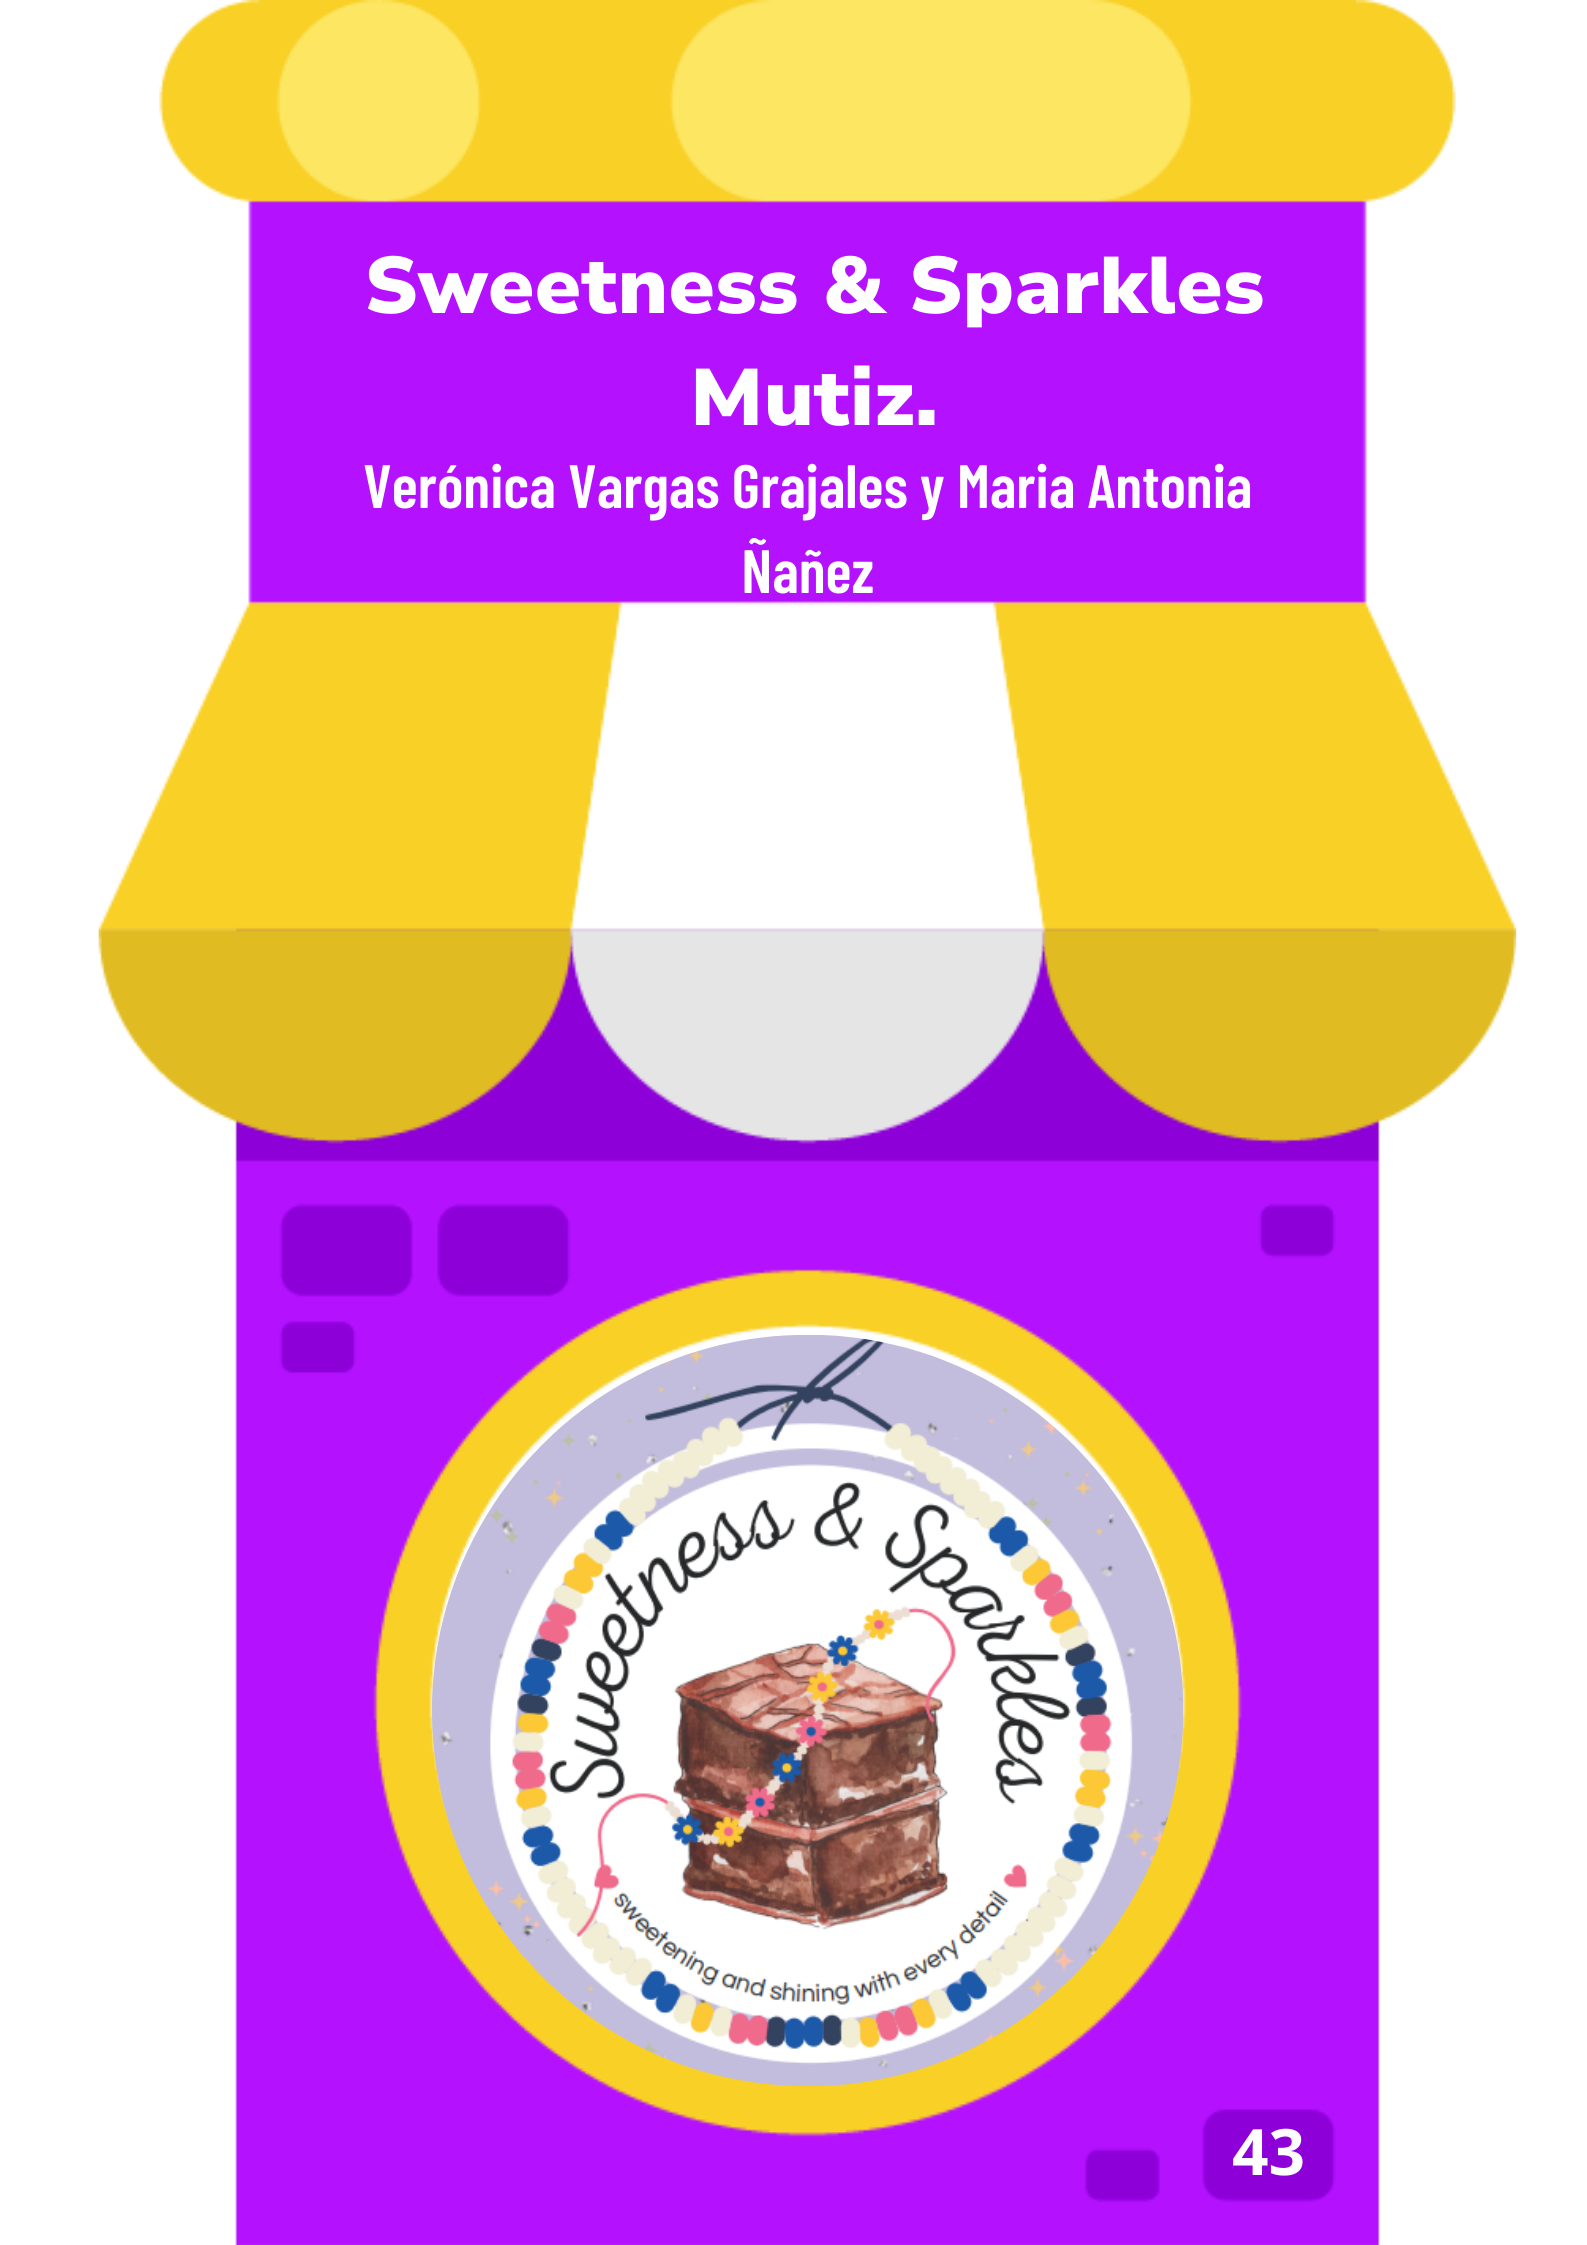 Sweetness & Sparkles
Mutiz.
Verónica Vargas Grajales y Maria Antonia
Ñañez
Sweetness & Sparkles
sweetening and shining with every detail
43